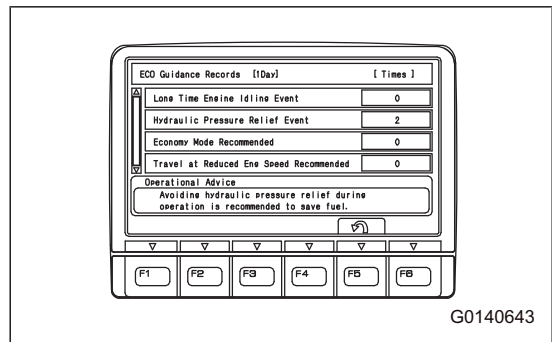 ECO Guidance Records [1Day] [ Times ]
Long Time Engine Idling Event 0
Hydraulic Pressure Relief Event 2
Economy Mode Recommended 0
Travel at Reduced Eng Speed Recommended 0
Operational Advice
Avoiding hydraulic pressure relief during
operation is recommended to save fuel.
F1 F2 F3 F4 F5 F6
G0140643